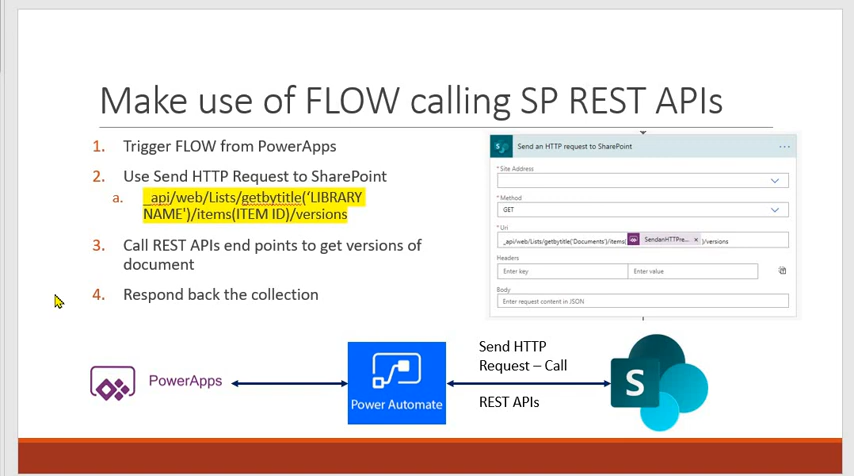 Make use of FLOW calling SP REST APIs
1. Trigger FLOW from PowerApps
2. Use Send HTTP Request to SharePoint
a. _api/web/Lists/getbytitle('LIBRARY
NAME')/items(ITEM ID)/versions
3. Call REST APIs end points to get versions of
document
4. Respond back the collection
S
Send an HTTP request to SharePoint
...
* Site Address
* Method
GET
* Uri
_api/web/Lists/getbytitle('Documents')/items( SendanHTTPre... x )/versions
Headers
Enter key Enter value
Body
Enter request content in JSON
PowerApps
Power Automate
Send HTTP
Request – Call
REST APIs
S